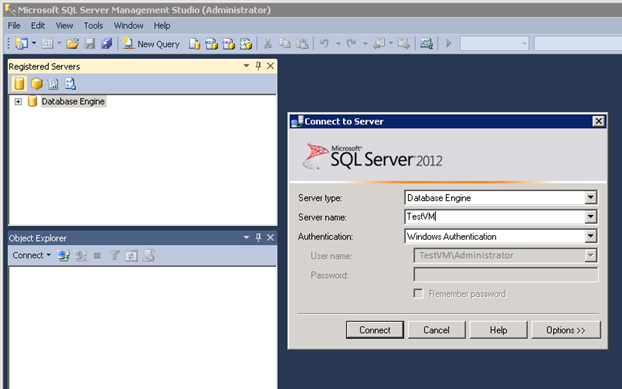 Microsoft SQL Server Management Studio (Administrator)
File Edit View Tools Window Help
New Query
Registered Servers
Database Engine
Connect to Server
Microsoft
SQL Server 2012
Server type: Database Engine
Server name: TestVM
Authentication: Windows Authentication
User name: TestVM\Administrator
Password:
Remember password
Connect Cancel Help Options >>
Object Explorer
Connect